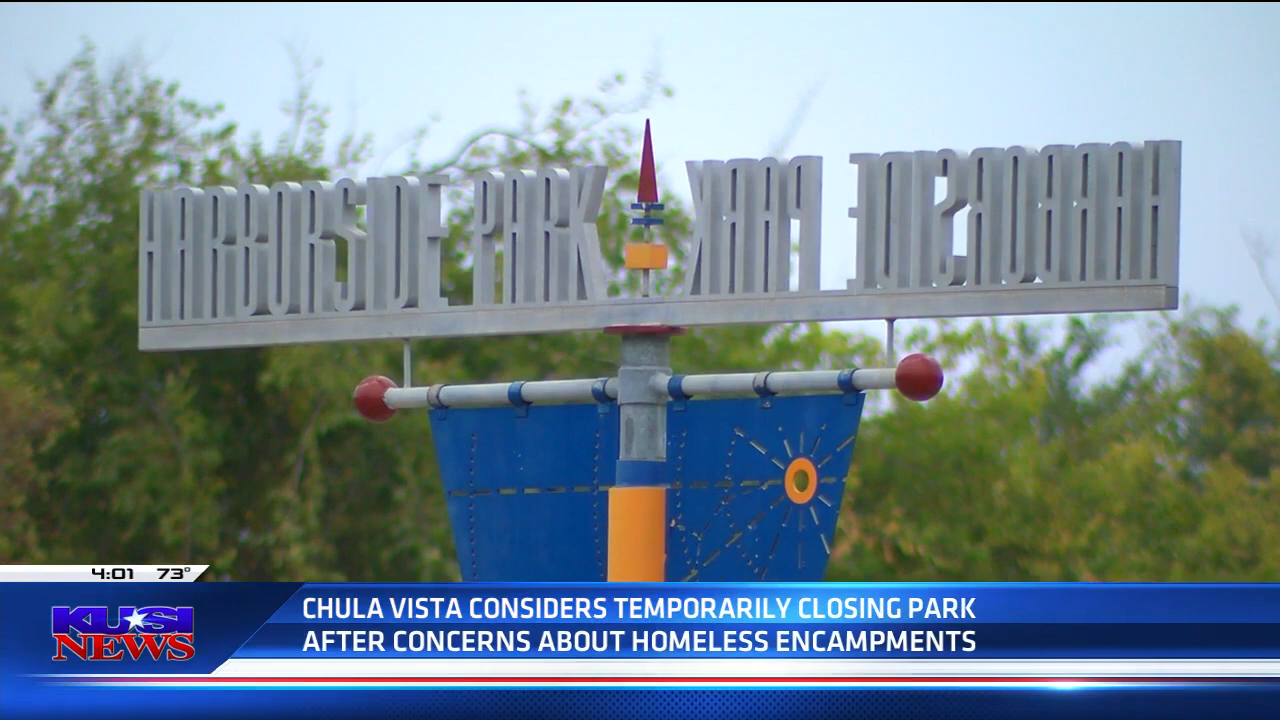 HARBORSIDE PARK HARBORSIDE PARK
4:01 73°
KUSI
NEWS
CHULA VISTA CONSIDERS TEMPORARILY CLOSING PARK
AFTER CONCERNS ABOUT HOMELESS ENCAMPMENTS